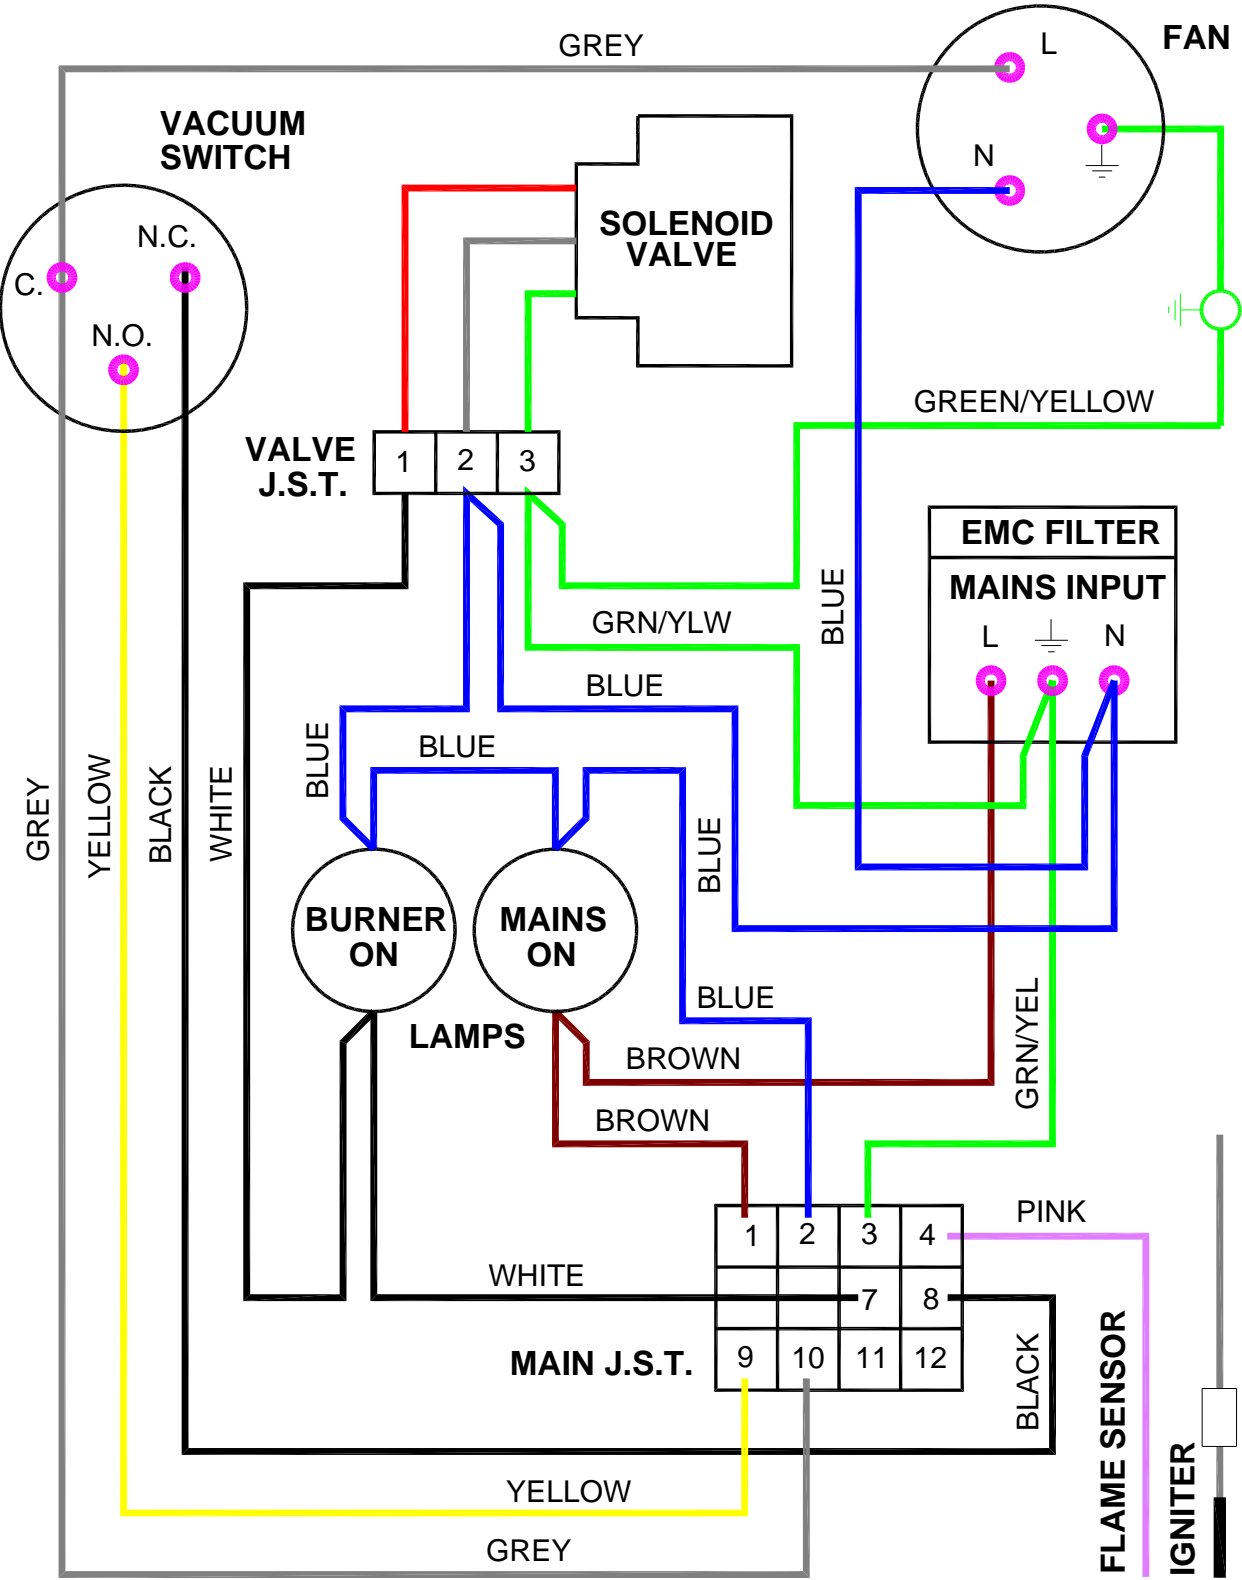 GREY
FAN
L
N
VACUUM
SWITCH
N.C.
C.
N.O.
SOLENOID
VALVE
GREEN/YELLOW
VALVE
J.S.T.
1
2
3
EMC FILTER
MAINS INPUT
L
N
BLUE
GRN/YLW
BLUE
BLUE
BLUE
GREY
YELLOW
BLACK
WHITE
BLUE
BURNER
ON
MAINS
ON
LAMPS
BLUE
BROWN
GRN/YEL
BROWN
1
2
3
4
PINK
WHITE
7
8
MAIN J.S.T.
9
10
11
12
BLACK
FLAME SENSOR
IGNITER
YELLOW
GREY